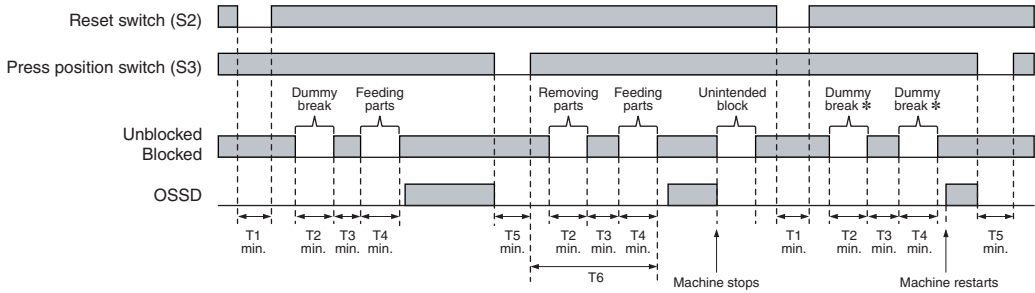 Reset switch (S2)
Press position switch (S3)
Dummy break
Feeding parts
Removing parts
Feeding parts
Unintended block
Dummy break *
Dummy break *
Unblocked
Blocked
OSSD
T1 min.
T2 min.
T3 min.
T4 min.
T5 min.
T2 min.
T3 min.
T4 min.
T1 min.
T2 min.
T3 min.
T4 min.
T5 min.
T6
Machine stops
Machine restarts